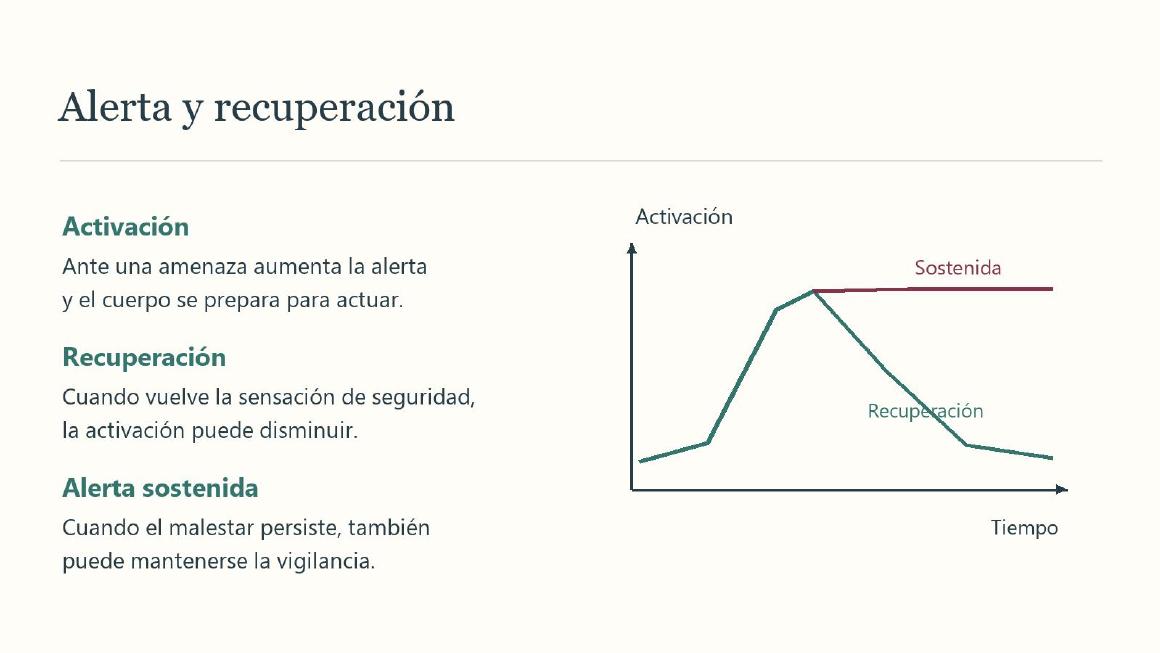 Alerta y recuperación
Activación
Ante una amenaza aumenta la alerta
y el cuerpo se prepara para actuar.
Recuperación
Cuando vuelve la sensación de seguridad,
la activación puede disminuir.
Alerta sostenida
Cuando el malestar persiste, también
puede mantenerse la vigilancia.
Activación
Sostenida
Recuperación
Tiempo